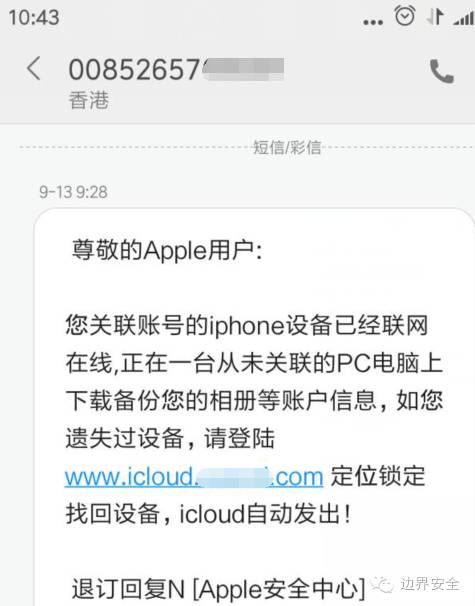 10:43
00852657
香港
短信/彩信
9-13 9:28
尊敬的Apple用户:
您关联账号的iphone设备已经联网
在线,正在一台从未关联的PC电脑上
下载备份您的相册等账户信息，如您
遗失过设备，请登陆
www.icloud. .com 定位锁定
找回设备，icloud自动发出！
退订回复N [Apple安全中心]
边界安全